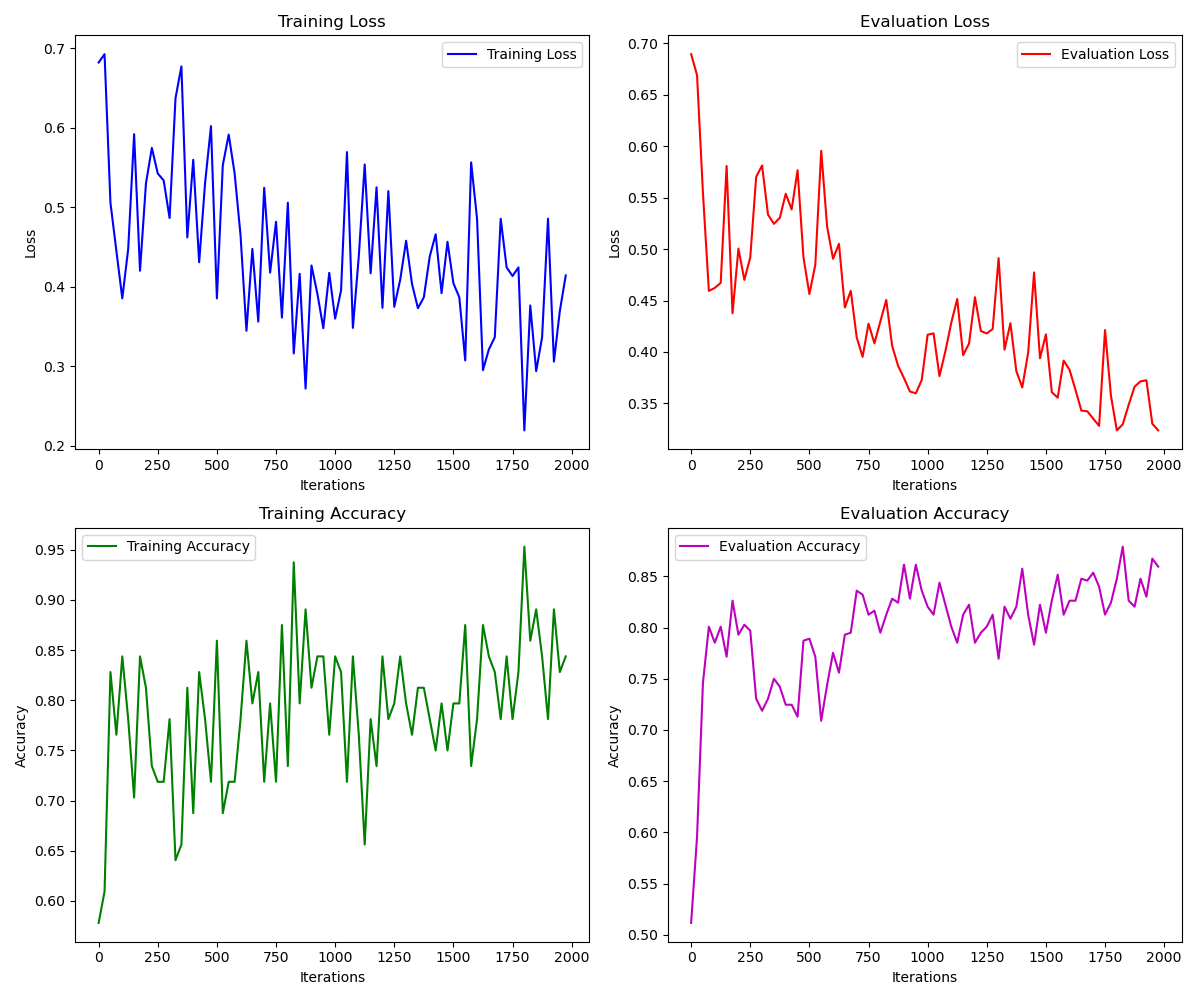 Training Loss
Training Loss
0.7
0.6
0.5
0.4
0.3
0.2
Loss
0 250 500 750 1000 1250 1500 1750 2000
Iterations
Evaluation Loss
Evaluation Loss
0.70
0.65
0.60
0.55
0.50
0.45
0.40
0.35
Loss
0 250 500 750 1000 1250 1500 1750 2000
Iterations
Training Accuracy
Training Accuracy
0.95
0.90
0.85
0.80
0.75
0.70
0.65
0.60
Accuracy
0 250 500 750 1000 1250 1500 1750 2000
Iterations
Evaluation Accuracy
Evaluation Accuracy
0.85
0.80
0.75
0.70
0.65
0.60
0.55
0.50
Accuracy
0 250 500 750 1000 1250 1500 1750 2000
Iterations